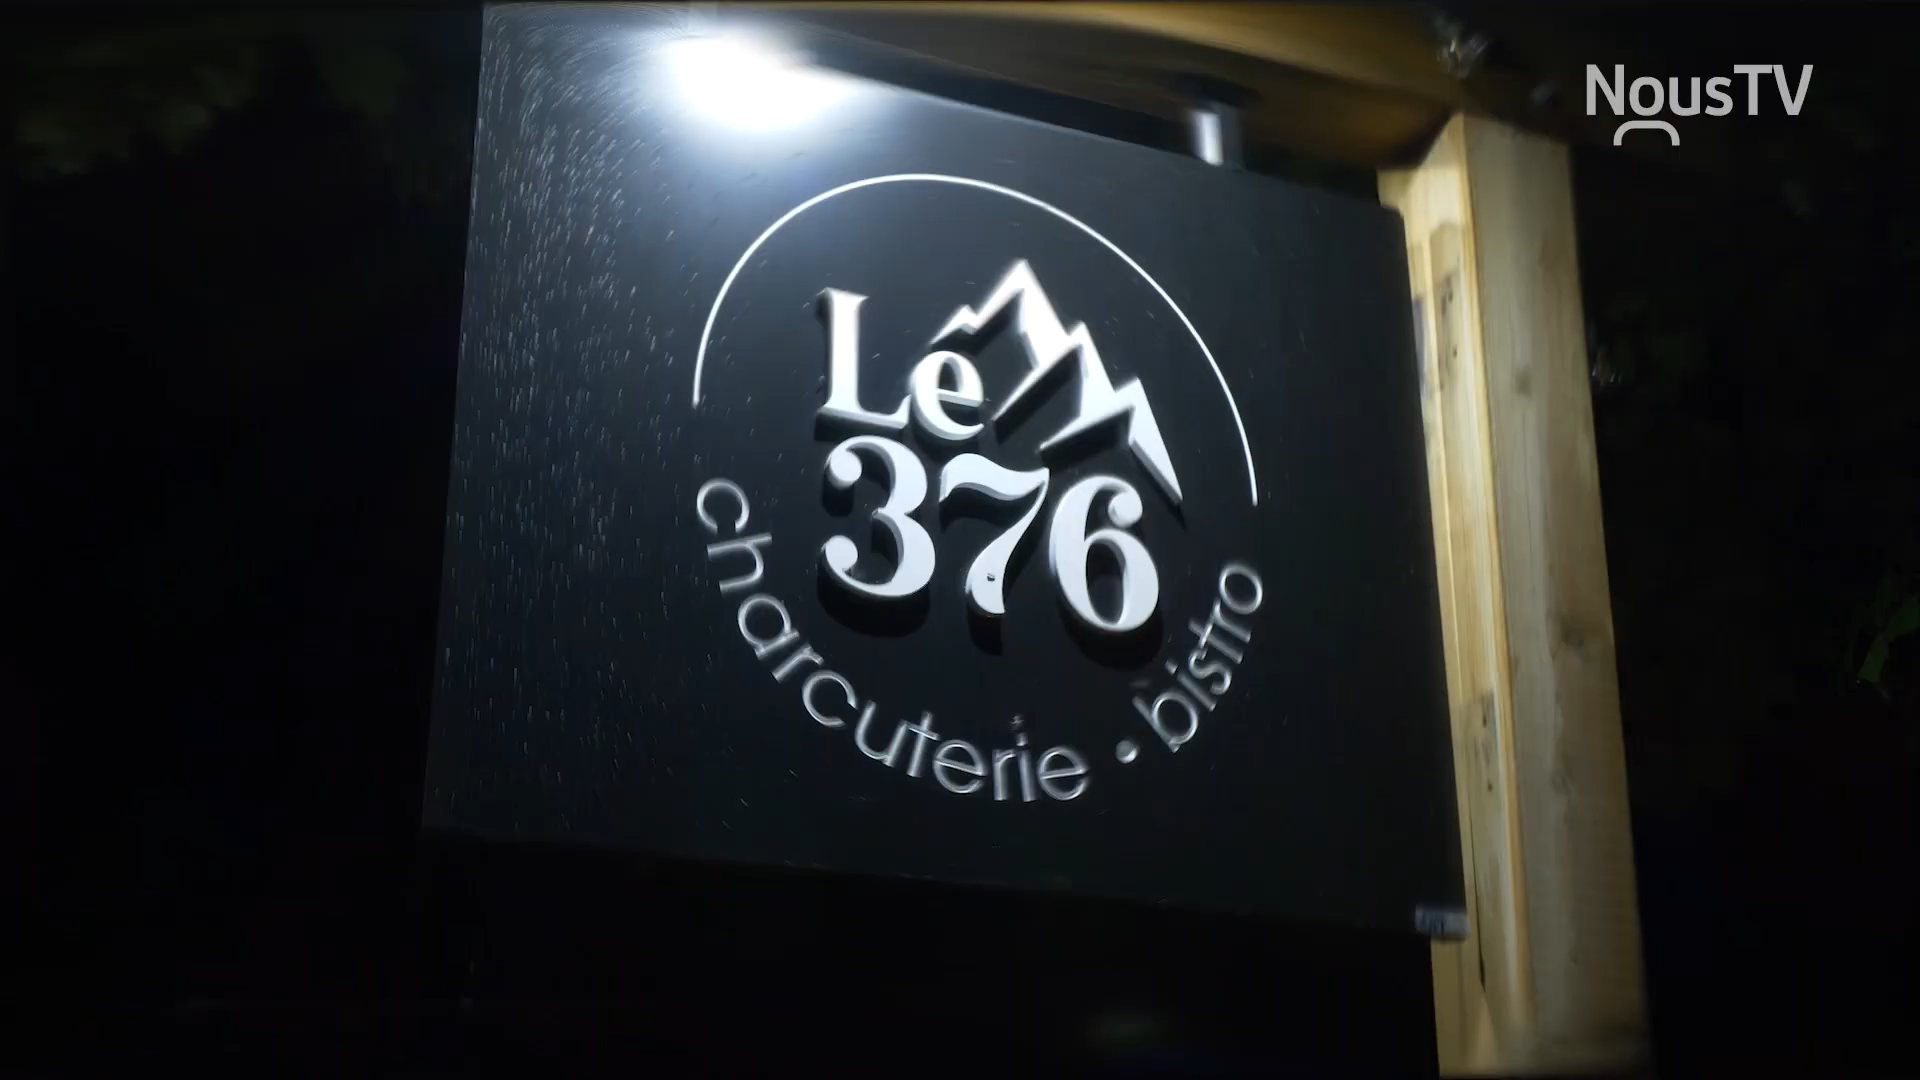 NousTV
Le
376
charcuterie • bistro